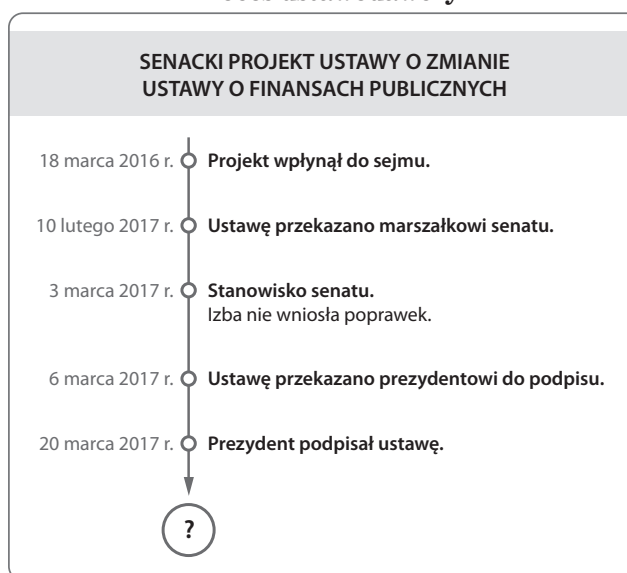 SENACKI PROJEKT USTAWY O ZMIANIE
USTAWY O FINANSACH PUBLICZNYCH
18 marca 2016 r. Projekt wpłynął do sejmu.
10 lutego 2017 r. Ustawę przekazano marszałkowi senatu.
3 marca 2017 r. Stanowisko senatu.
Izba nie wniosła poprawek.
6 marca 2017 r. Ustawę przekazano prezydentowi do podpisu.
20 marca 2017 r. Prezydent podpisał ustawę.
?